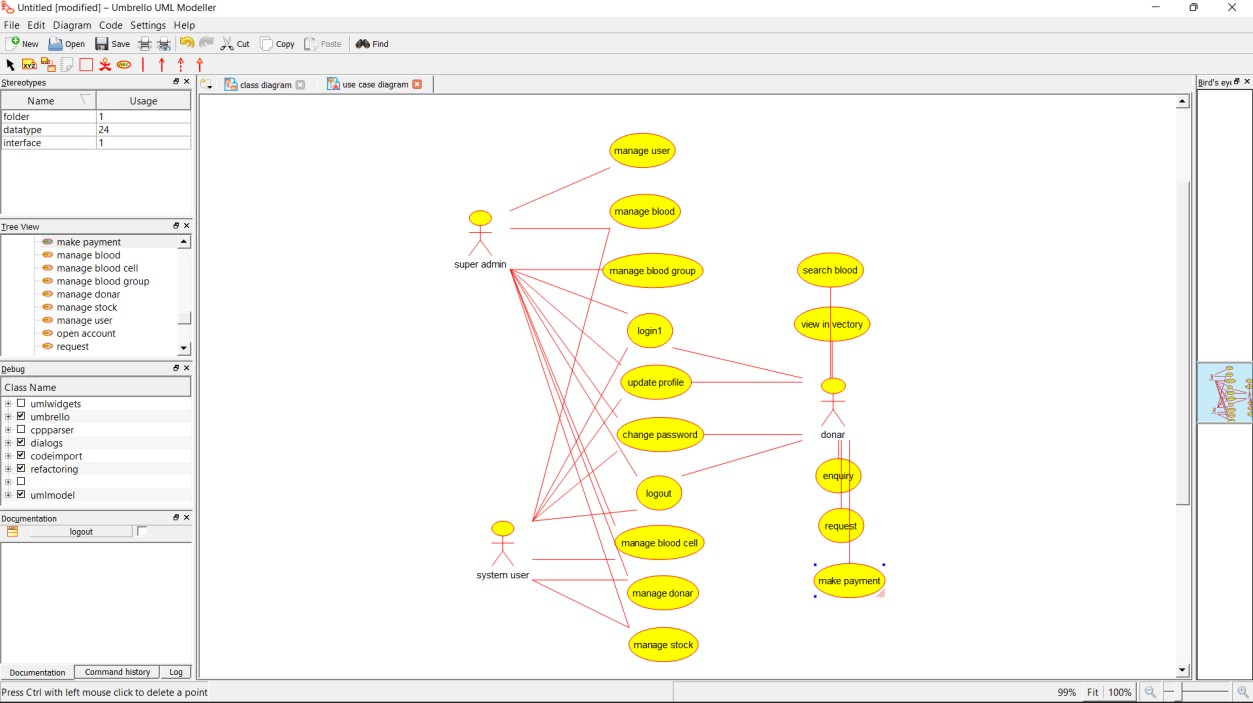 Untitled [modified] – Umbrello UML Modeller
File Edit Diagram Code Settings Help
New Open Save Cut Copy Paste Find
XYZ
Stereotypes
Name Usage
folder 1
datatype 24
interface 1
Tree View
make payment
manage blood
manage blood cell
manage blood group
manage donar
manage stock
manage user
open account
request
Debug
Class Name
umlwidgets
umbrello
cppparser
dialogs
codeimport
refactoring
umlmodel
Documentation
logout
Documentation Command history Log
Press Ctrl with left mouse click to delete a point
class diagram use case diagram
manage user
manage blood
super admin
manage blood group
search blood
login1
view in vectory
update profile
change password
donar
logout
enquiry
request
manage blood cell
system user
manage donar
make payment
manage stock
Bird's eye
99% Fit 100%